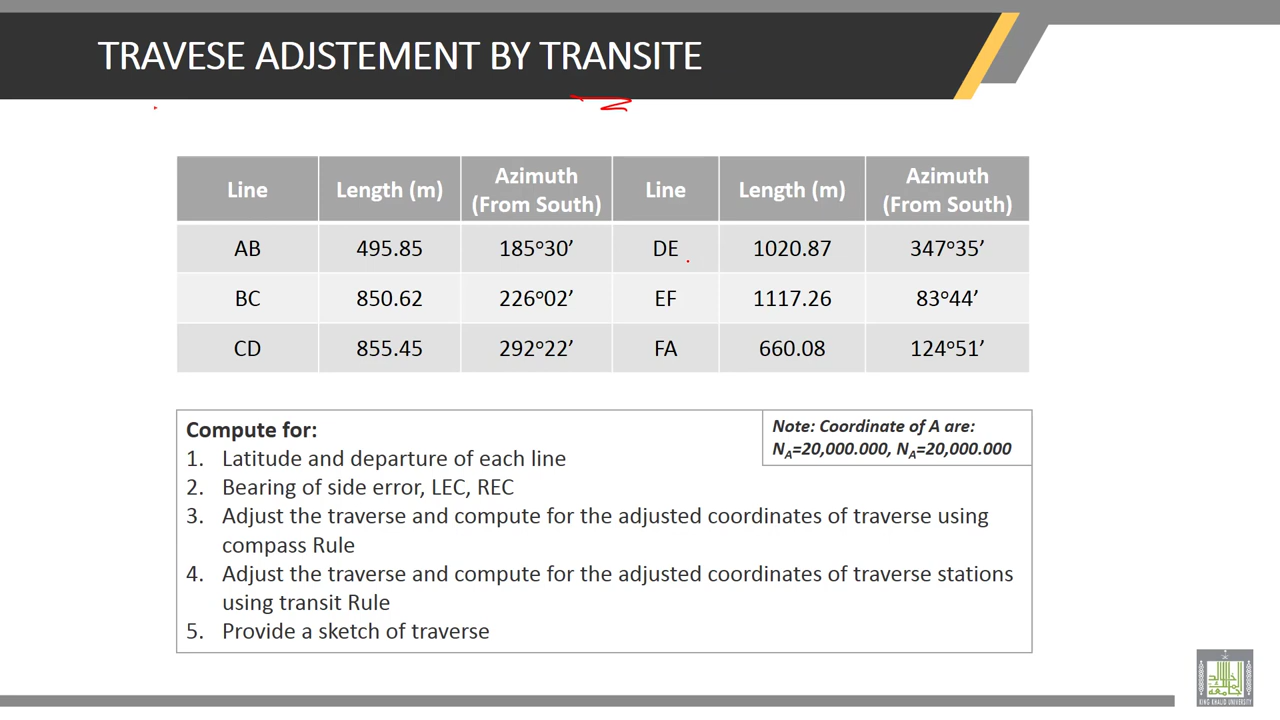 TRAVESE ADJSTEMENT BY TRANSITE
Line Length (m) Azimuth (From South) Line Length (m) Azimuth (From South)
AB 495.85 185°30' DE 1020.87 347°35'
BC 850.62 226°02' EF 1117.26 83°44'
CD 855.45 292°22' FA 660.08 124°51'
Compute for:
Note: Coordinate of A are:
NA=20,000.000, NA=20,000.000
1. Latitude and departure of each line
2. Bearing of side error, LEC, REC
3. Adjust the traverse and compute for the adjusted coordinates of traverse using
compass Rule
4. Adjust the traverse and compute for the adjusted coordinates of traverse stations
using transit Rule
5. Provide a sketch of traverse
KING KHALID UNIVERSITY